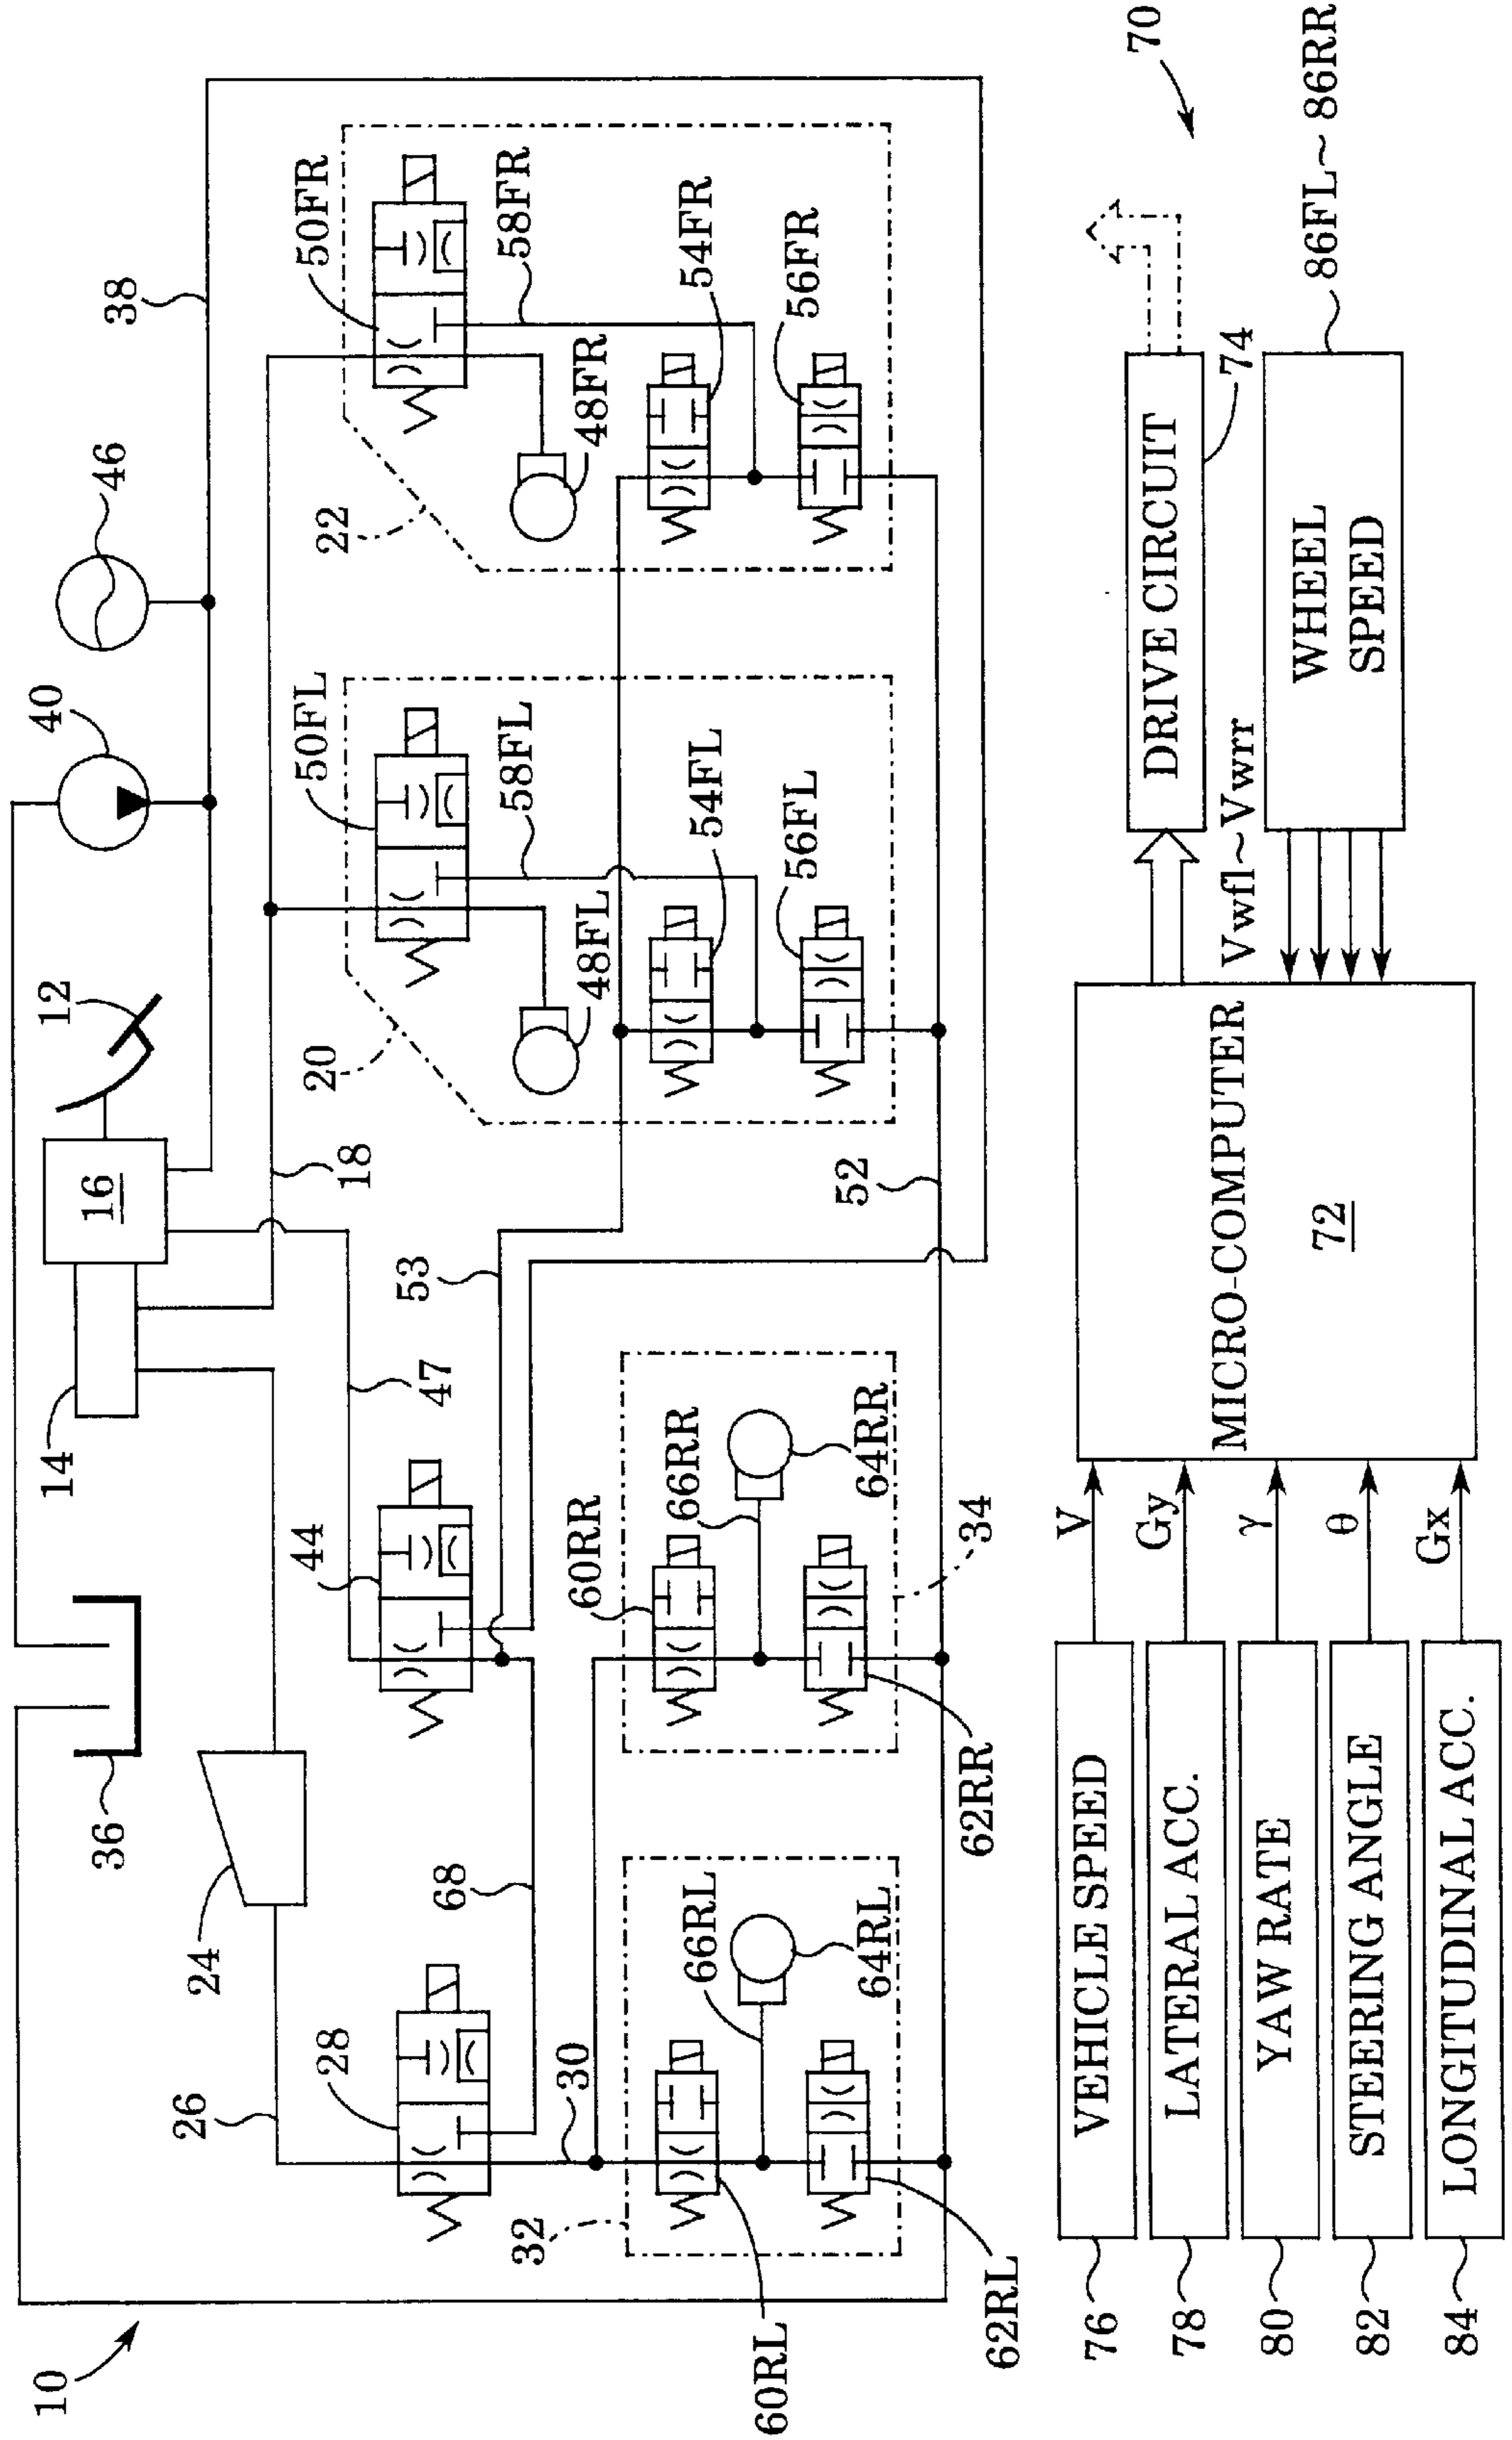 10
36
14
16
12
40
46
38
24
26
28
44
47
18
53
68
30
50FL
50FR
58FL
58FR
48FL
48FR
20
22
54FL
54FR
56FL
56FR
52
32
34
60RL
60RR
66RL
66RR
64RL
64RR
62RL
62RR
70
76
VEHICLE SPEED
V
78
LATERAL ACC.
Gy
80
YAW RATE
γ
82
STEERING ANGLE
θ
84
LONGITUDINAL ACC.
Gx
MICRO-COMPUTER
72
DRIVE CIRCUIT
74
Vwfl~Vwrr
WHEEL
SPEED
86FL~86RR